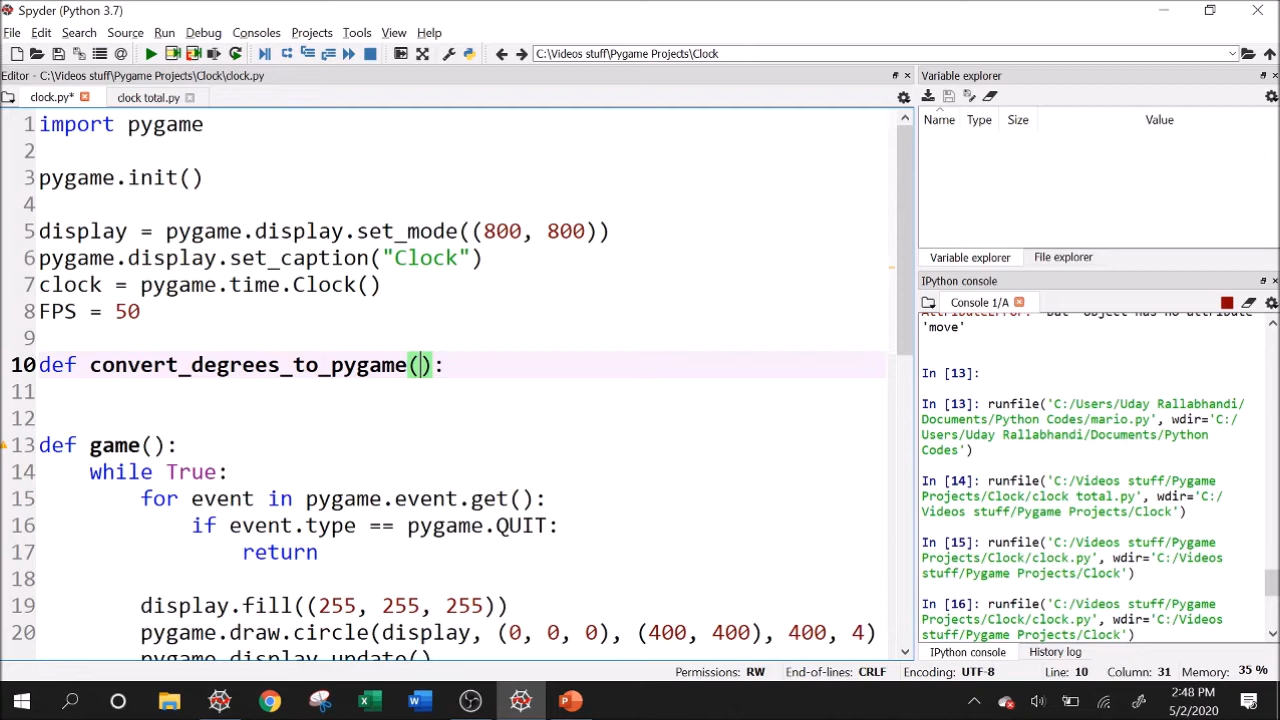 Spyder (Python 3.7)
File Edit Search Source Run Debug Consoles Projects Tools View Help
C:\Videos stuff\Pygame Projects\Clock
Editor - C:\Videos stuff\Pygame Projects\Clock\clock.py
clock.py* clock total.py
1 import pygame
2
3 pygame.init()
4
5 display = pygame.display.set_mode((800, 800))
6 pygame.display.set_caption("Clock")
7 clock = pygame.time.Clock()
8 FPS = 50
9
10 def convert_degrees_to_pygame():
11
12
13 def game():
14 while True:
15 for event in pygame.event.get():
16 if event.type == pygame.QUIT:
17 return
18
19 display.fill((255, 255, 255))
20 pygame.draw.circle(display, (0, 0, 0), (400, 400), 400, 4)
pygame.display.update()
Variable explorer
Name Type Size Value
Variable explorer File explorer
IPython console
Console 1/A
object has no attribute
'move'
In [13]:
In [13]: runfile('C:/Users/Uday Rallabhandi/
Documents/Python Codes/mario.py', wdir='C:/
Users/Uday Rallabhandi/Documents/Python
Codes')
In [14]: runfile('C:/Videos stuff/Pygame
Projects/Clock/clock total.py', wdir='C:/
Videos stuff/Pygame Projects/Clock')
In [15]: runfile('C:/Videos stuff/Pygame
Projects/Clock/clock.py', wdir='C:/Videos
stuff/Pygame Projects/Clock')
In [16]: runfile('C:/Videos stuff/Pygame
Projects/Clock/clock.py', wdir='C:/Videos
stuff/Pygame Projects/Clock')
IPython console History log
Permissions: RW End-of-lines: CRLF Encoding: UTF-8 Line: 10 Column: 31 Memory: 35 %
2:48 PM
5/2/2020